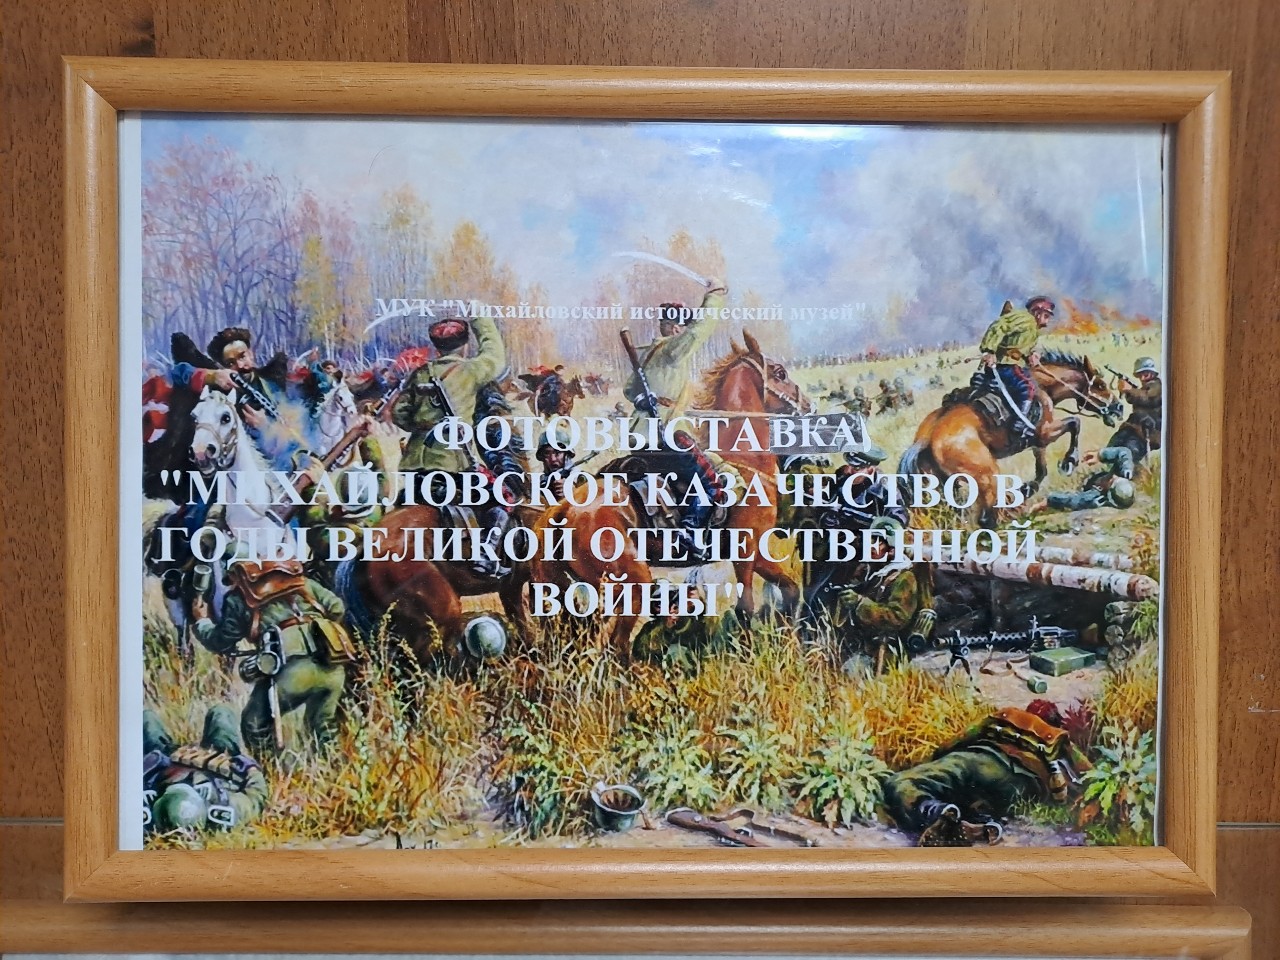 МУК "Михайловский исторический музей"
ФОТОВЫСТАВКА
"МИХАЙЛОВСКОЕ КАЗАЧЕСТВО В
ГОДЫ ВЕЛИКОЙ ОТЕЧЕСТВЕННОЙ
ВОЙНЫ"